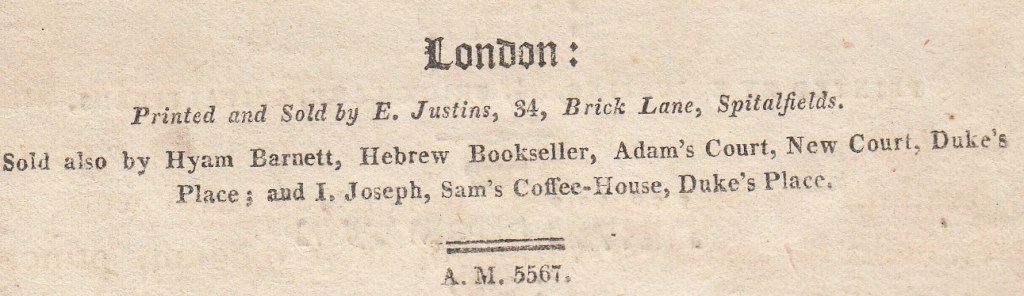 London:
Printed and Sold by E. Justins, 34, Brick Lane, Spitalfields.
Sold also by Hyam Barnett, Hebrew Bookseller, Adam's Court, New Court, Duke's
Place; and I. Joseph, Sam's Coffee-House, Duke's Place.
A. M. 5567.